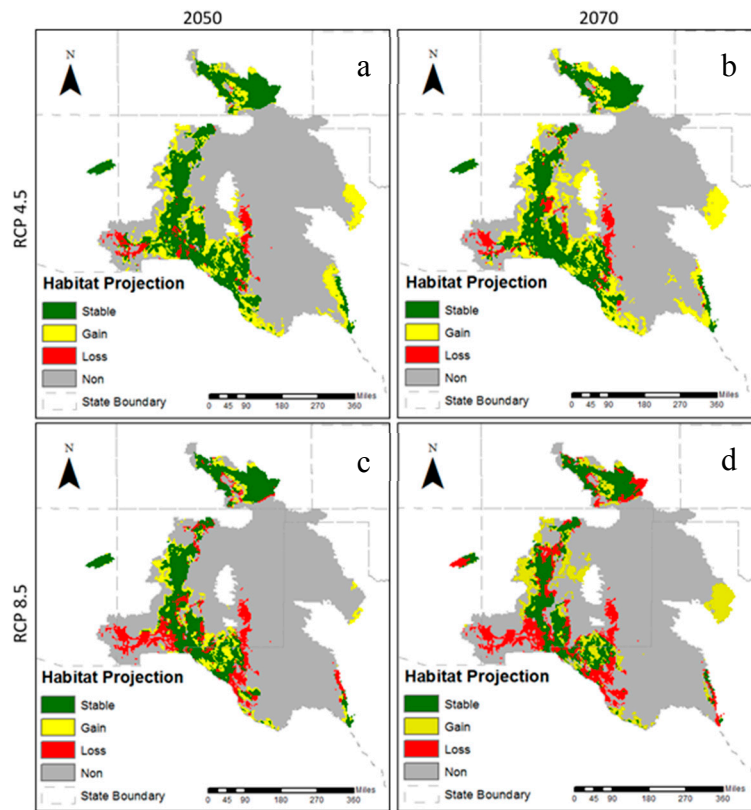 2050
2070
RCP 4.5
N
a
Habitat Projection
Stable
Gain
Loss
Non
State Boundary
Miles
0 45 90 180 270 360
N
b
Habitat Projection
Stable
Gain
Loss
Non
State Boundary
Miles
0 45 90 180 270 360
RCP 8.5
N
c
Habitat Projection
Stable
Gain
Loss
Non
State Boundary
Miles
0 45 90 180 270 360
N
d
Habitat Projection
Stable
Gain
Loss
Non
State Boundary
Miles
0 45 90 180 270 360